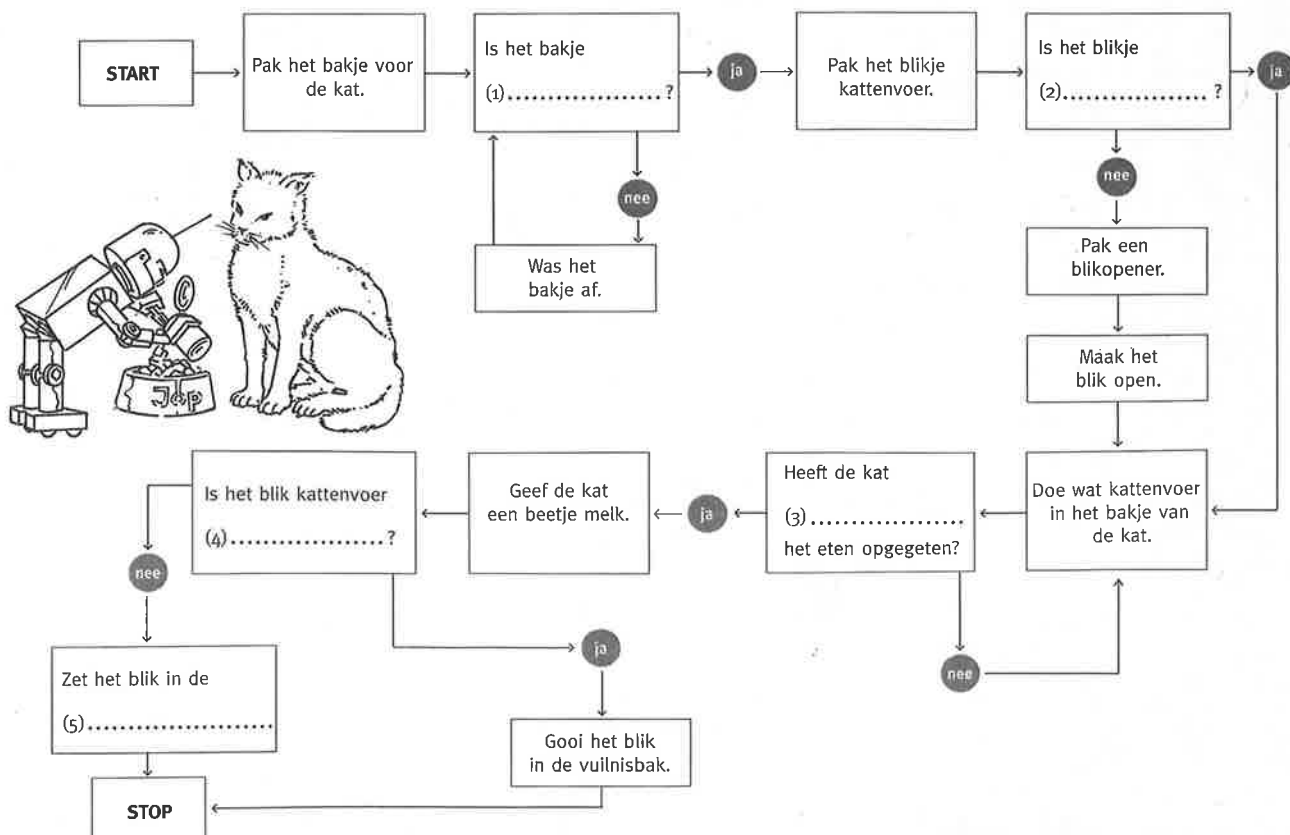 START
Pak het bakje voor
de kat.
Is het bakje
(1)......................?
ja
Pak het blikje
kattenvoer.
Is het blikje
(2)....................?
ja
nee
Was het
bakje af.
nee
Pak een
blikopener.
Maak het
blik open.
Doe wat kattenvoer
in het bakje van
de kat.
Heeft de kat
(3)....................
het eten opgegeten?
nee
ja
Geef de kat
een beetje melk.
Is het blik kattenvoer
(4)....................?
nee
ja
Zet het blik in de
(5)........................
Gooi het blik
in de vuilnisbak.
STOP